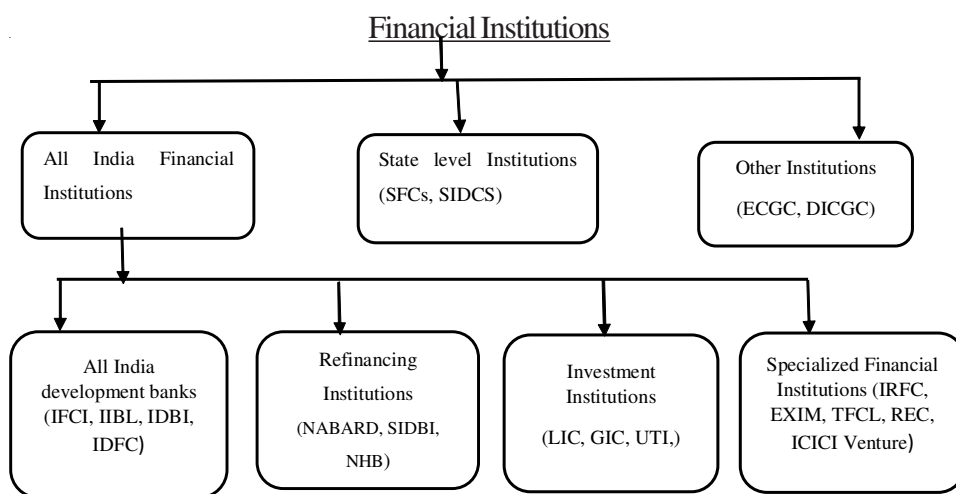 Financial Institutions
All India Financial
Institutions
State level Institutions
(SFCs, SIDCS)
Other Institutions
(ECGC, DICGC)
All India
development banks
(IFCI, IIBL, IDBI,
IDFC)
Refinancing
Institutions
(NABARD, SIDBI,
NHB)
Investment
Institutions
(LIC, GIC, UTI,)
Specialized Financial
Institutions (IRFC,
EXIM, TFCL, REC,
ICICI Venture)